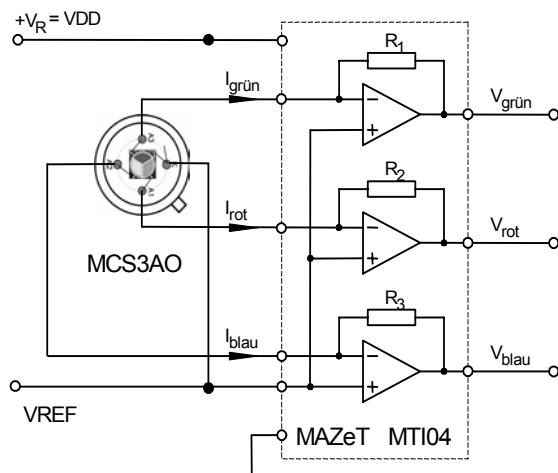 +V_R = VDD
R_1
I_grün
V_grün
−
+
R_2
I_rot
V_rot
−
+
MCS3AO
R_3
I_blau
V_blau
−
+
VREF
MAZeT MTI04